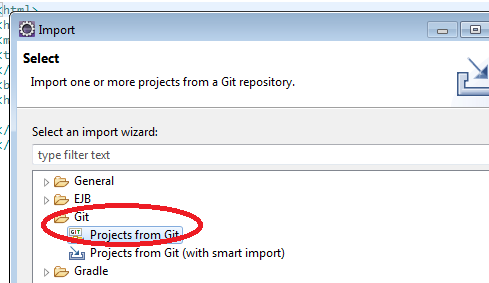 <html>
Import
Select
Import one or more projects from a Git repository.
Select an import wizard:
type filter text
General
EJB
Git
GIT
Projects from Git
Projects from Git (with smart import)
Gradle